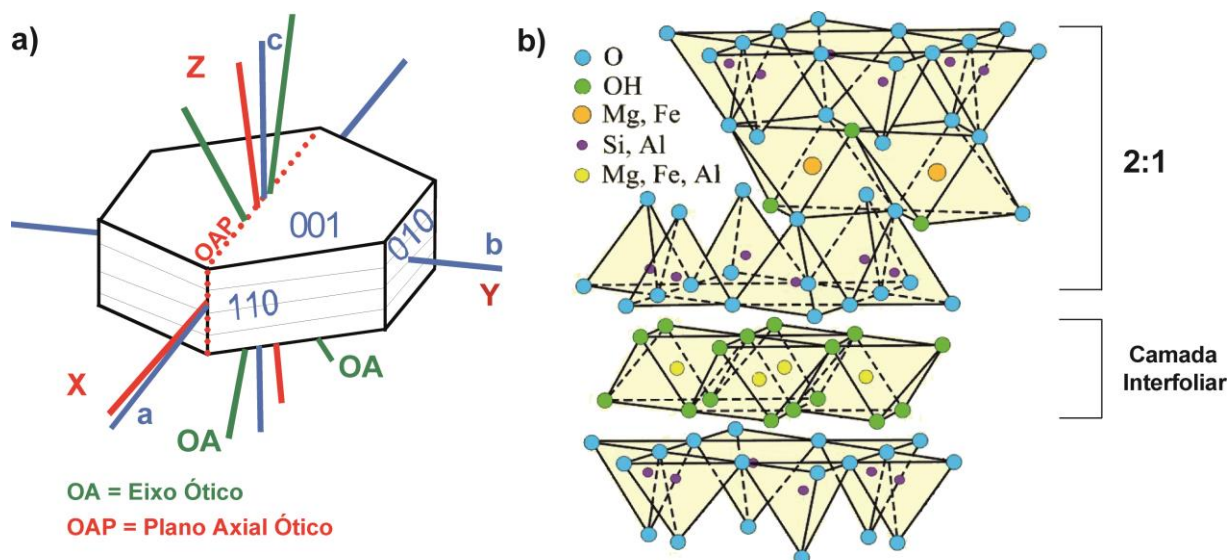 a)
Z
c
OAP
001
010
110
b
Y
X
a
OA
OA
OA = Eixo Ótico
OAP = Plano Axial Ótico
b)
O
OH
Mg, Fe
Si, Al
Mg, Fe, Al
2:1
Camada
Interfoliar